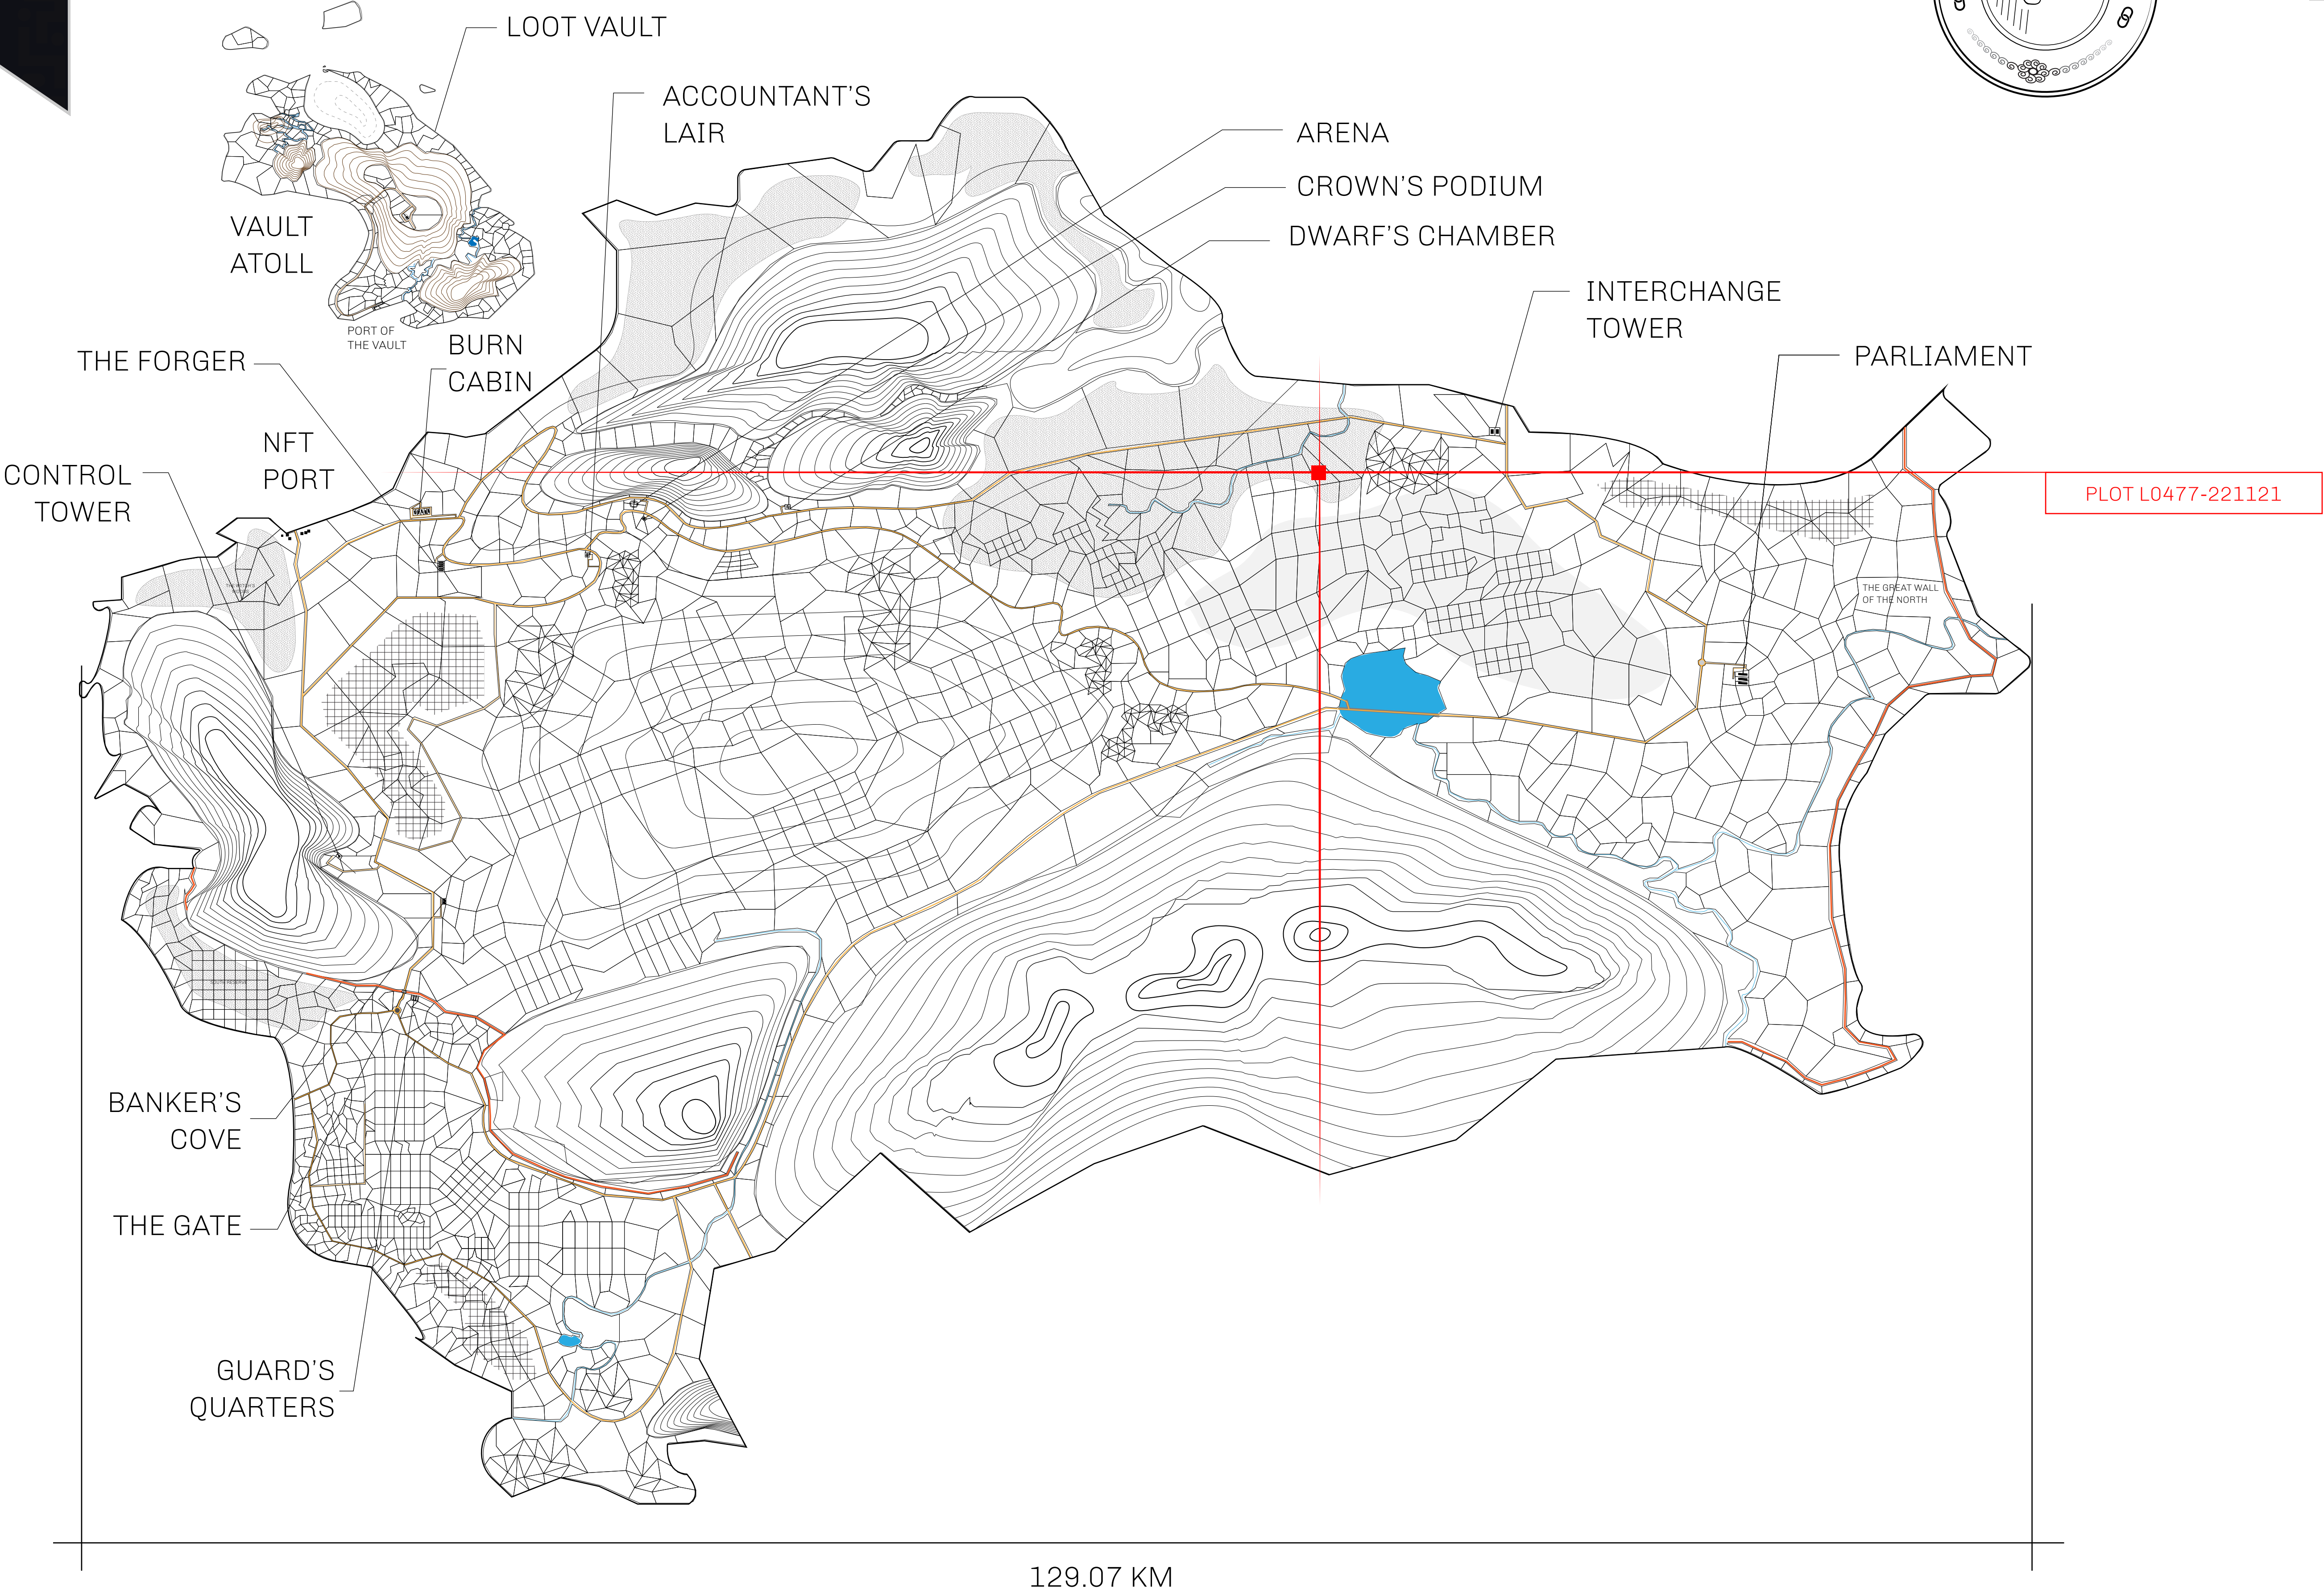 LOOT VAULT
ACCOUNTANT'S
LAIR
ARENA
CROWN'S PODIUM
DWARF'S CHAMBER
VAULT
ATOLL
INTERCHANGE
TOWER
PORT OF
THE VAULT
BURN
CABIN
THE FORGER
PARLIAMENT
NFT
PORT
CONTROL
TOWER
PLOT L0477-221121
THE GREAT WALL
OF THE NORTH
SOUTH RESERVE
BANKER'S
COVE
THE GATE
GUARD'S
QUARTERS
129.07 KM